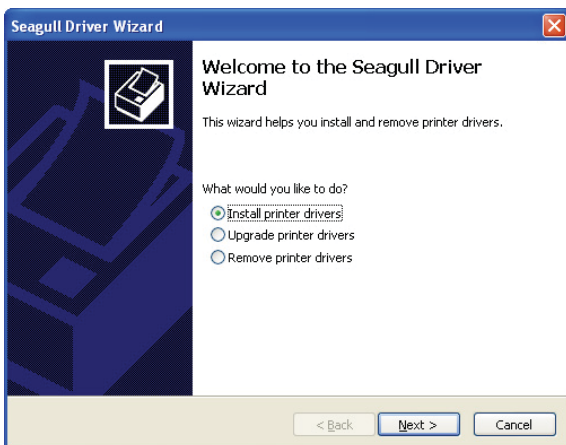 Seagull Driver Wizard
Welcome to the Seagull Driver
Wizard
This wizard helps you install and remove printer drivers.
What would you like to do?
Install printer drivers
Upgrade printer drivers
Remove printer drivers
< Back
Next >
Cancel